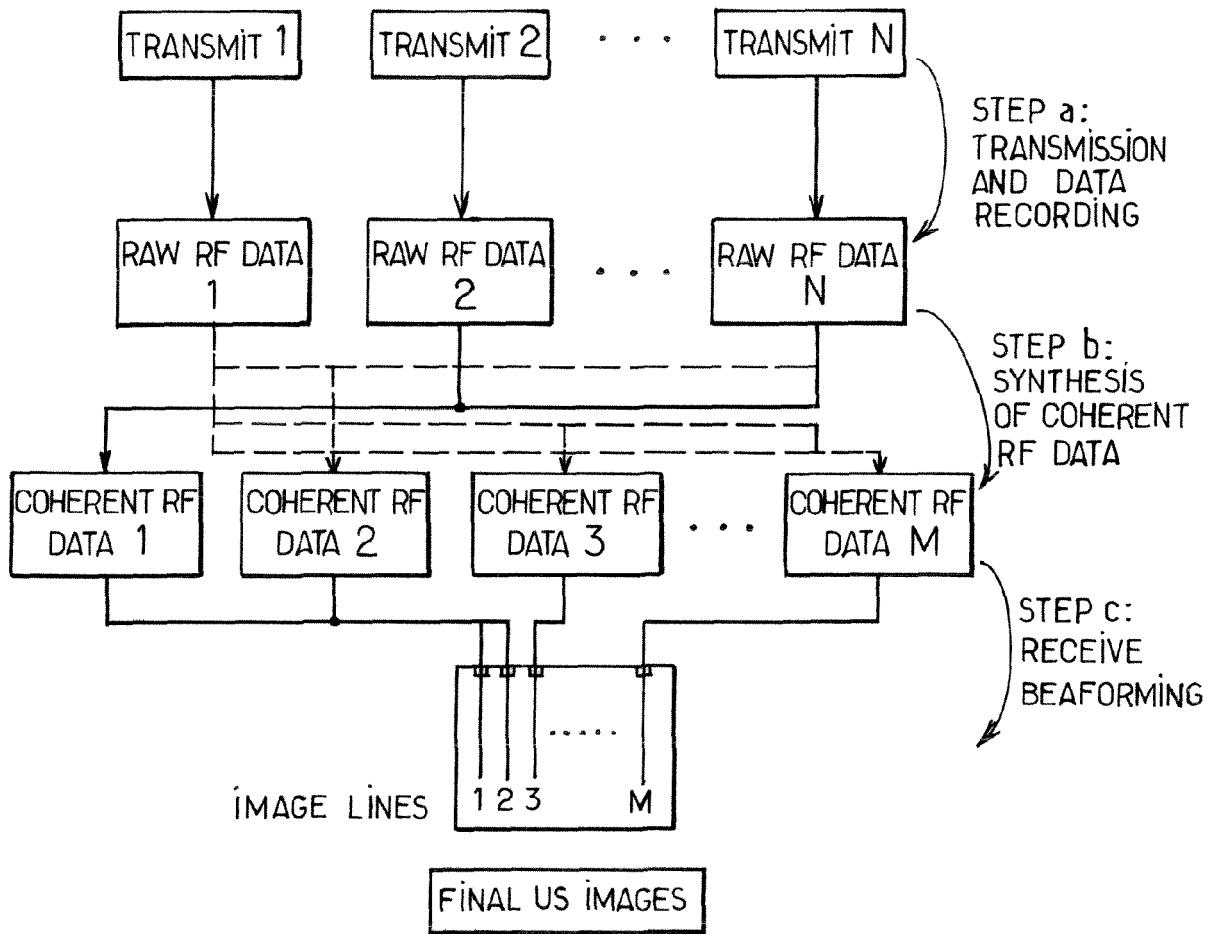 TRANSMIT 1
TRANSMIT 2
. . .
TRANSMIT N
STEP a:
TRANSMISSION
AND DATA
RECORDING
RAW RF DATA
1
RAW RF DATA
2
. . .
RAW RF DATA
N
STEP b:
SYNTHESIS
OF COHERENT
RF DATA
COHERENT RF
DATA 1
COHERENT RF
DATA 2
COHERENT RF
DATA 3
. . .
COHERENT RF
DATA M
STEP c:
RECEIVE
BEAFORMING
.....
IMAGE LINES
1 2 3 M
FINAL US IMAGES